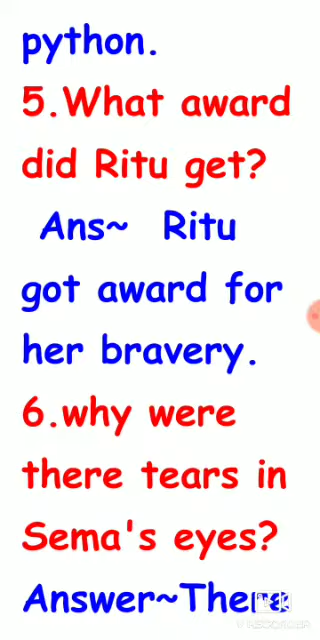 python.
5.What award
did Ritu get?
Ans~ Ritu
got award for
her bravery.
6.why were
there tears in
Sema's eyes?
Answer~There